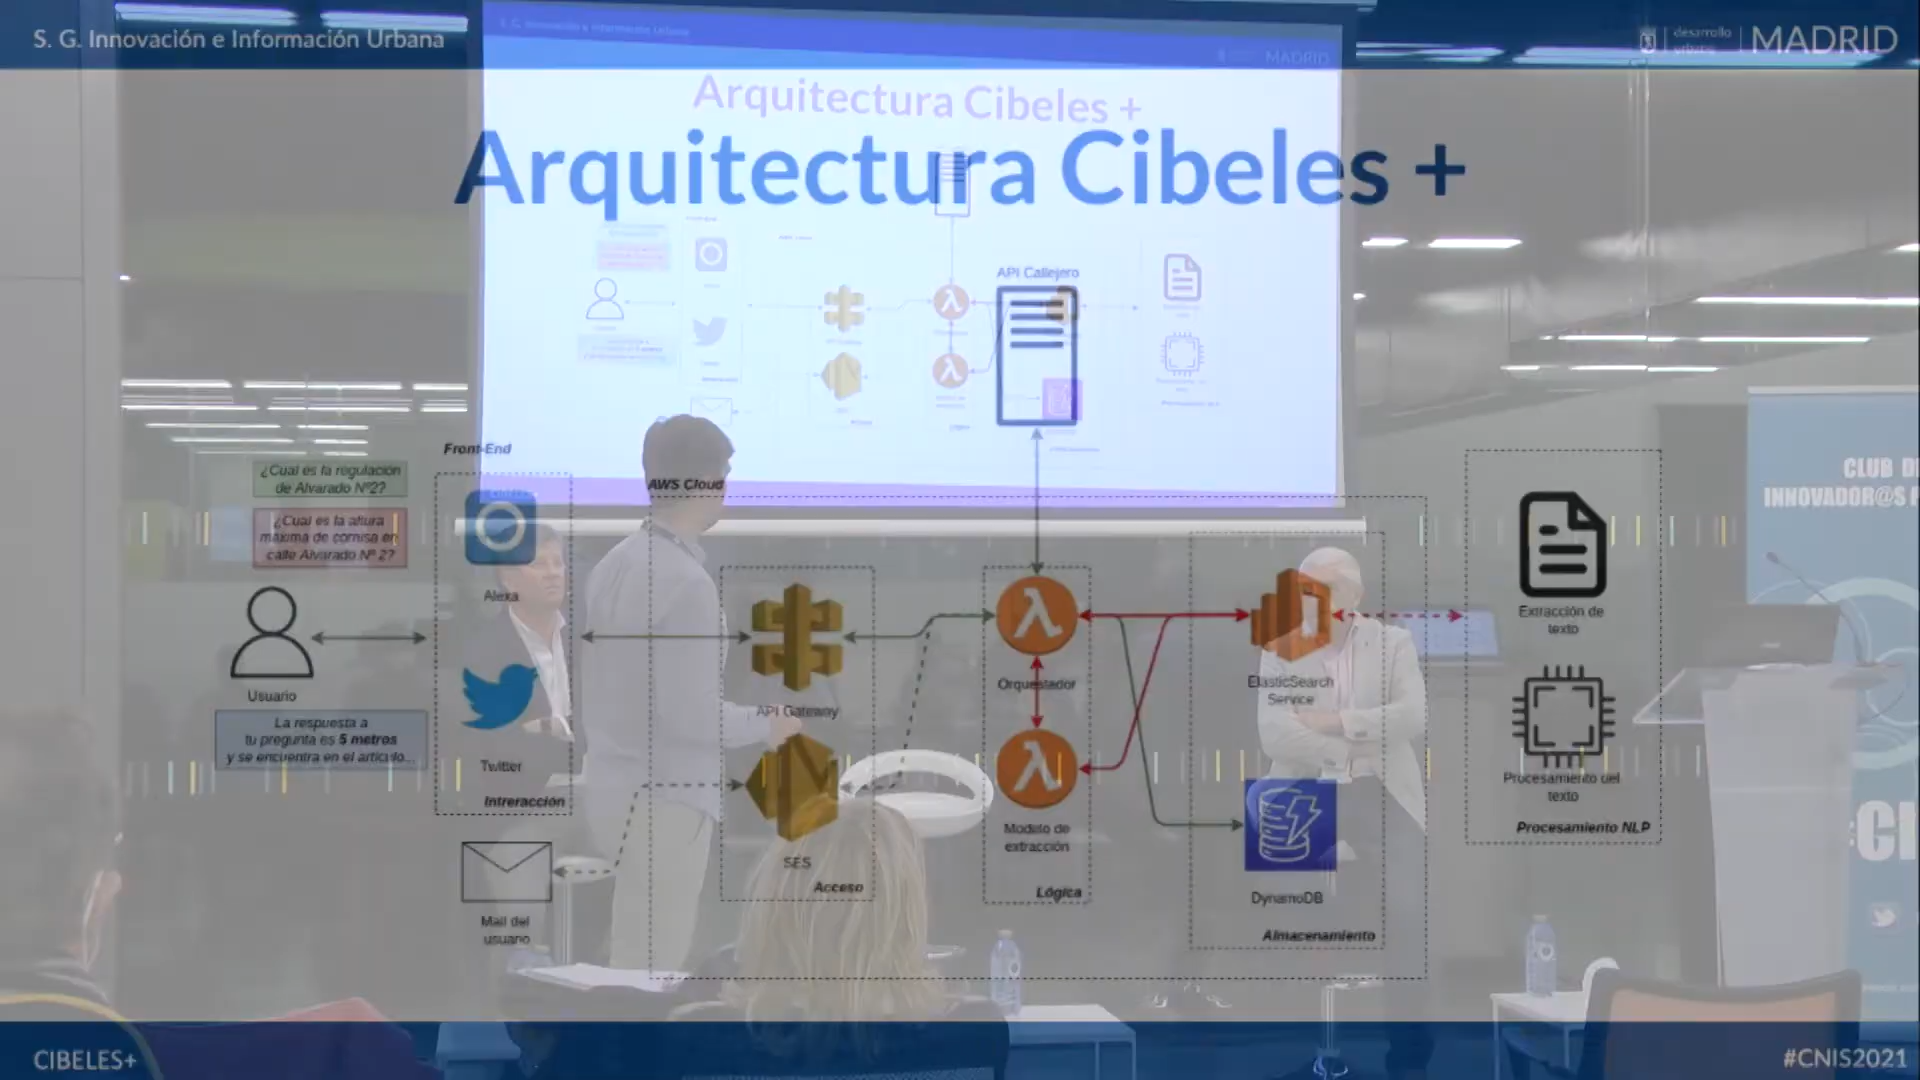 S. G. Innovación e Información Urbana
desarrollo
urbano
MADRID
MADRID
Arquitectura Cibeles +
Arquitectura Cibeles +
API Callejero
Front-End
AWS Cloud
¿Cual es la regulación
de Alvarado Nº2?
¿Cual es la altura
máxima de cornisa en
calle Alvarado Nº 2?
Usuario
La respuesta a
tu pregunta es 5 metros
y se encuentra en el articulo...
Alexa
Twitter
Intreracción
Mail del
usuario
API Gateway
SES
Acceso
Orquestador
Modelo de
extracción
Lógica
ElasticSearch
Service
DynamoDB
Almacenamiento
Extracción de
texto
Procesamiento del
texto
Procesamiento NLP
CLUB DE
INNOVADOR@S P
CIBELES+
#CNIS2021